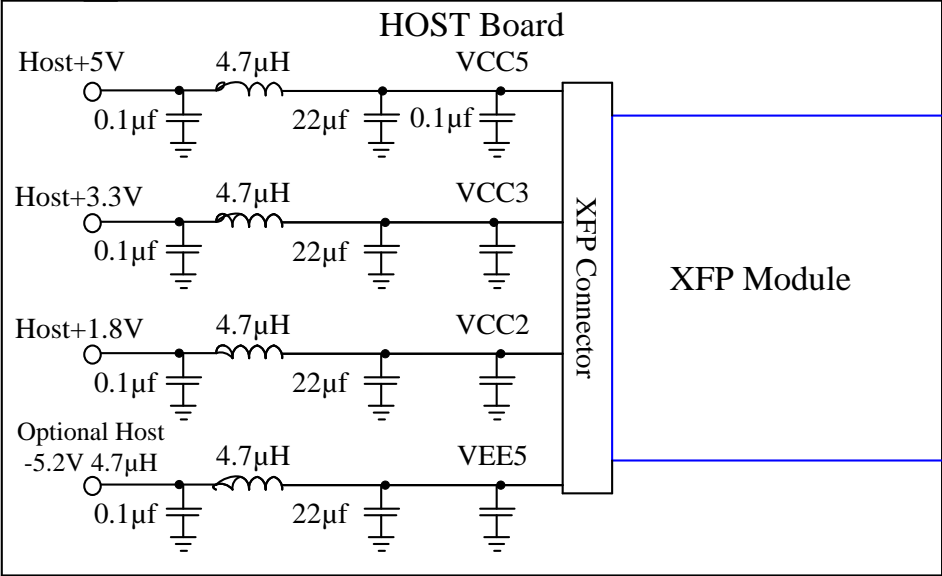 HOST Board
Host+5V
4.7µH
VCC5
0.1µf
22µf
0.1µf
Host+3.3V
4.7µH
VCC3
0.1µf
22µf
Host+1.8V
4.7µH
VCC2
0.1µf
22µf
Optional Host
-5.2V 4.7µH
4.7µH
VEE5
0.1µf
22µf
XFP Connector
XFP Module